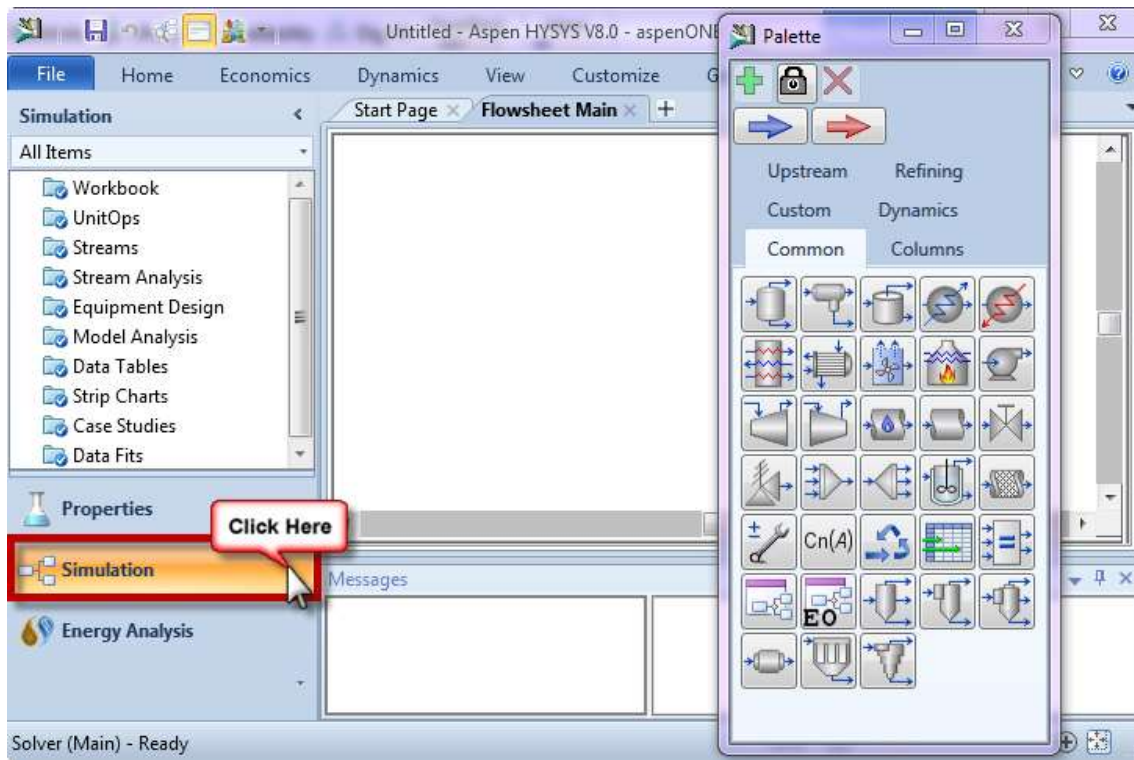 Untitled - Aspen HYSYS V8.0 - aspenONE
Palette
File Home Economics Dynamics View Customize G
Simulation
Start Page Flowsheet Main
All Items
Workbook
UnitOps
Streams
Stream Analysis
Equipment Design
Model Analysis
Data Tables
Strip Charts
Case Studies
Data Fits
Properties
Click Here
Simulation
Energy Analysis
Messages
Solver (Main) - Ready
Upstream Refining
Custom Dynamics
Common Columns
Cn(A)
EO